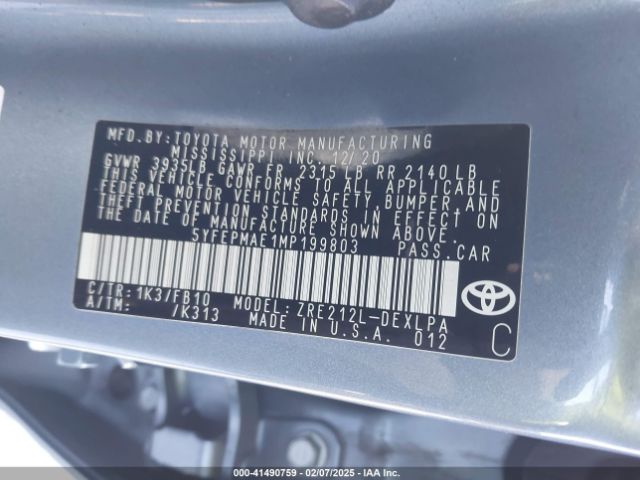 MFD.BY:TOYOTA MOTOR MANUFACTURING
MISSISSIPPI INC. 12/20
GVWR 3935LB GAWR FR 2315 LB RR 2140 LB
THIS VEHICLE CONFORMS TO ALL APPLICABLE
FEDERAL MOTOR VEHICLE SAFETY, BUMPER, AND
THEFT PREVENTION STANDARDS IN EFFECT ON
THE DATE OF MANUFACTURE SHOWN ABOVE.
5YFEPMAE1MP199803 PASS.CAR
C/TR: 1K3/FB10 MODEL: ZRE212L-DEXLPA
A/TM: /K313 MADE IN U.S.A. 012
TOYOTA
C
000-41490759 — 02/07/2025 — IAA Inc.